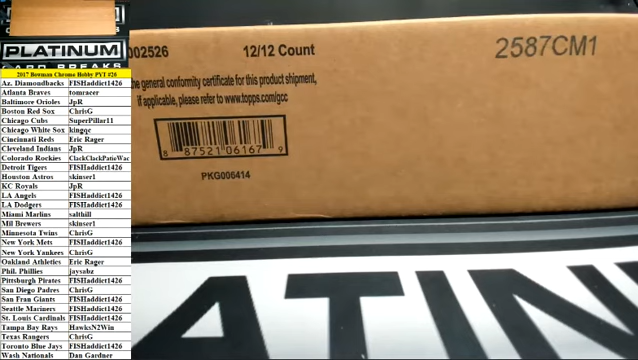 PLATINUM
CARD BREAKS
2017 Bowman Chrome Hobby PYT #26
Az. Diamondbacks FISHaddict1426
Atlanta Braves tomracer
Baltimore Orioles JpR
Boston Red Sox ChrisG
Chicago Cubs SuperPillar11
Chicago White Sox kingqc
Cincinnati Reds Eric Rager
Cleveland Indians JpR
Colorado Rockies ClackClackPatieWac
Detroit Tigers FISHaddict1426
Houston Astros skinser1
KC Royals JpR
LA Angels FISHaddict1426
LA Dodgers FISHaddict1426
Miami Marlins salthill
Mil Brewers skinser1
Minnesota Twins ChrisG
New York Mets FISHaddict1426
New York Yankees ChrisG
Oakland Athletics Eric Rager
Phil. Phillies jaysabz
Pittsburgh Pirates FISHaddict1426
San Diego Padres ChrisG
San Fran Giants FISHaddict1426
Seattle Mariners FISHaddict1426
St. Louis Cardinals FISHaddict1426
Tampa Bay Rays HawksN2Win
Texas Rangers ChrisG
Toronto Blue Jays FISHaddict1426
Wash Nationals Dan Gardner
002526 12/12 Count 2587CM1
the general conformity certificate for this product shipment,
if applicable, please refer to www.topps.com/gcc
8 87521 06167 9
PKG006414
ATIN